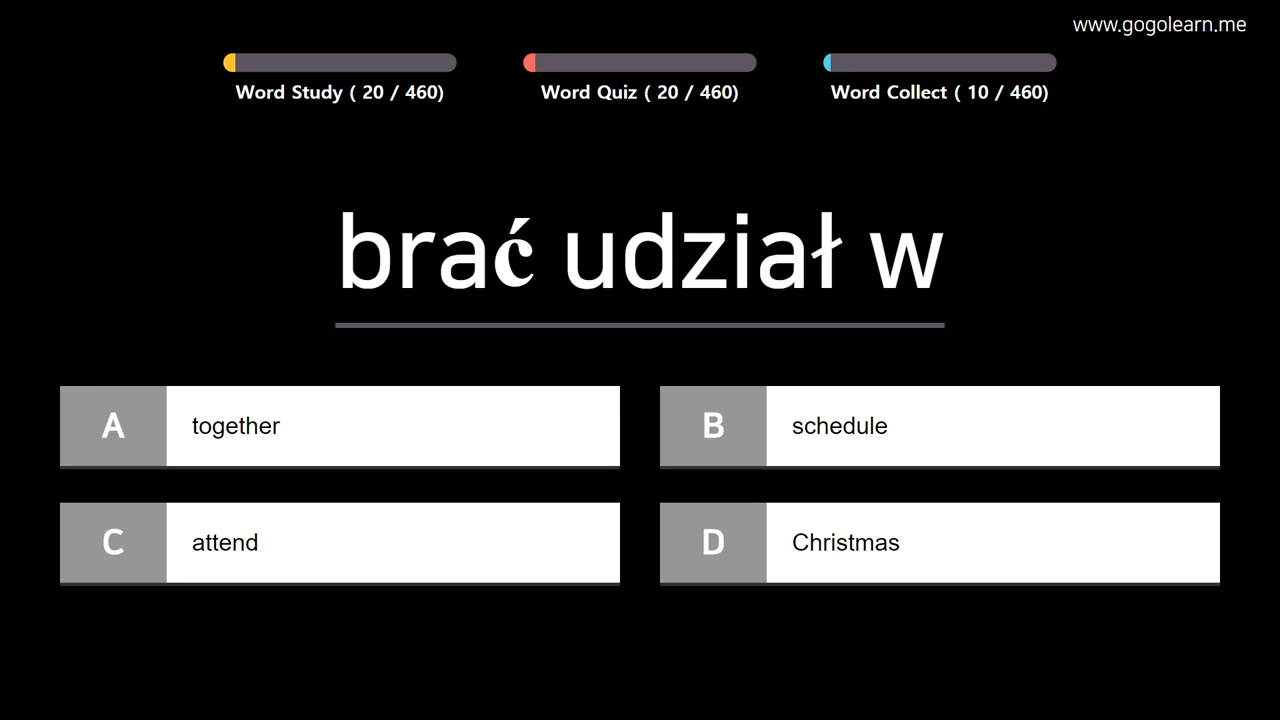 www.gogolearn.me
Word Study ( 20 / 460)
Word Quiz ( 20 / 460)
Word Collect ( 10 / 460)
brać udział w
A together
B schedule
C attend
D Christmas